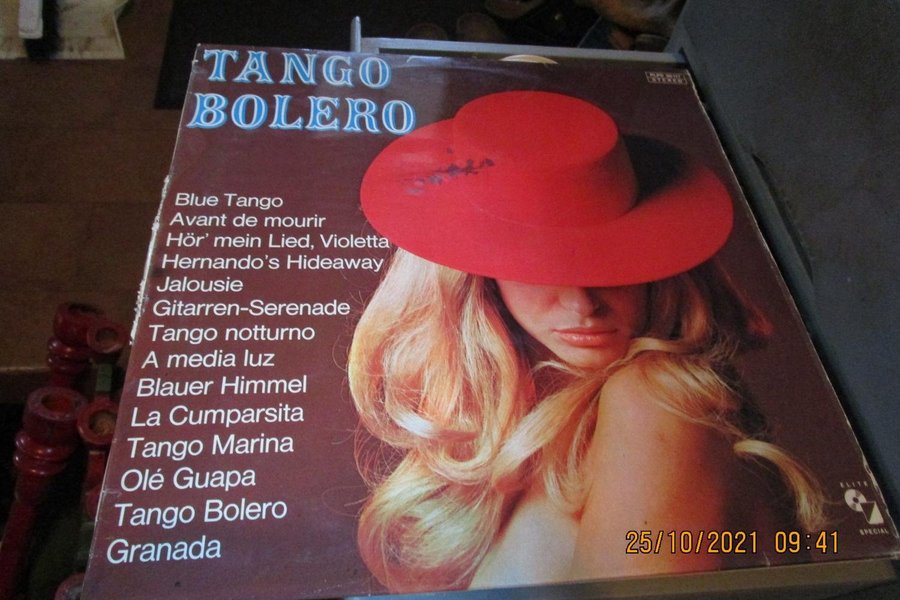 TANGO
BOLERO
STEREO
Blue Tango
Avant de mourir
Hör' mein Lied, Violetta
Hernando's Hideaway
Jalousie
Gitarren-Serenade
Tango notturno
A media luz
Blauer Himmel
La Cumparsita
Tango Marina
Olé Guapa
Tango Bolero
Granada
ELITE
SPECIAL
25/10/2021 09:41